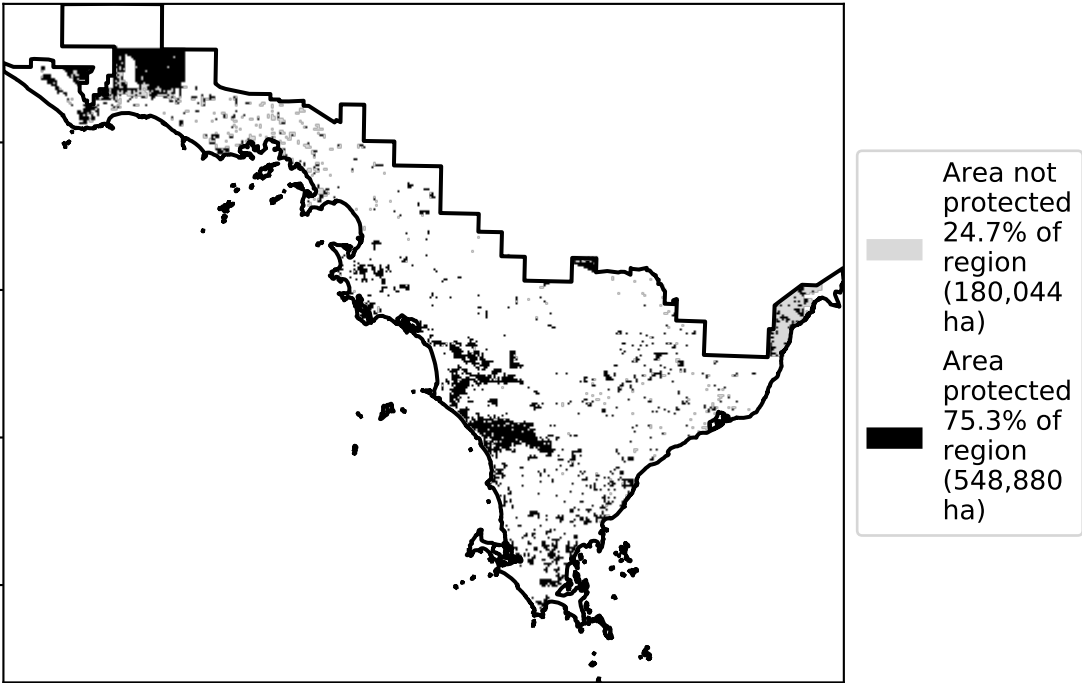 Area not
protected
24.7% of
region
(180,044
ha)
Area
protected
75.3% of
region
(548,880
ha)